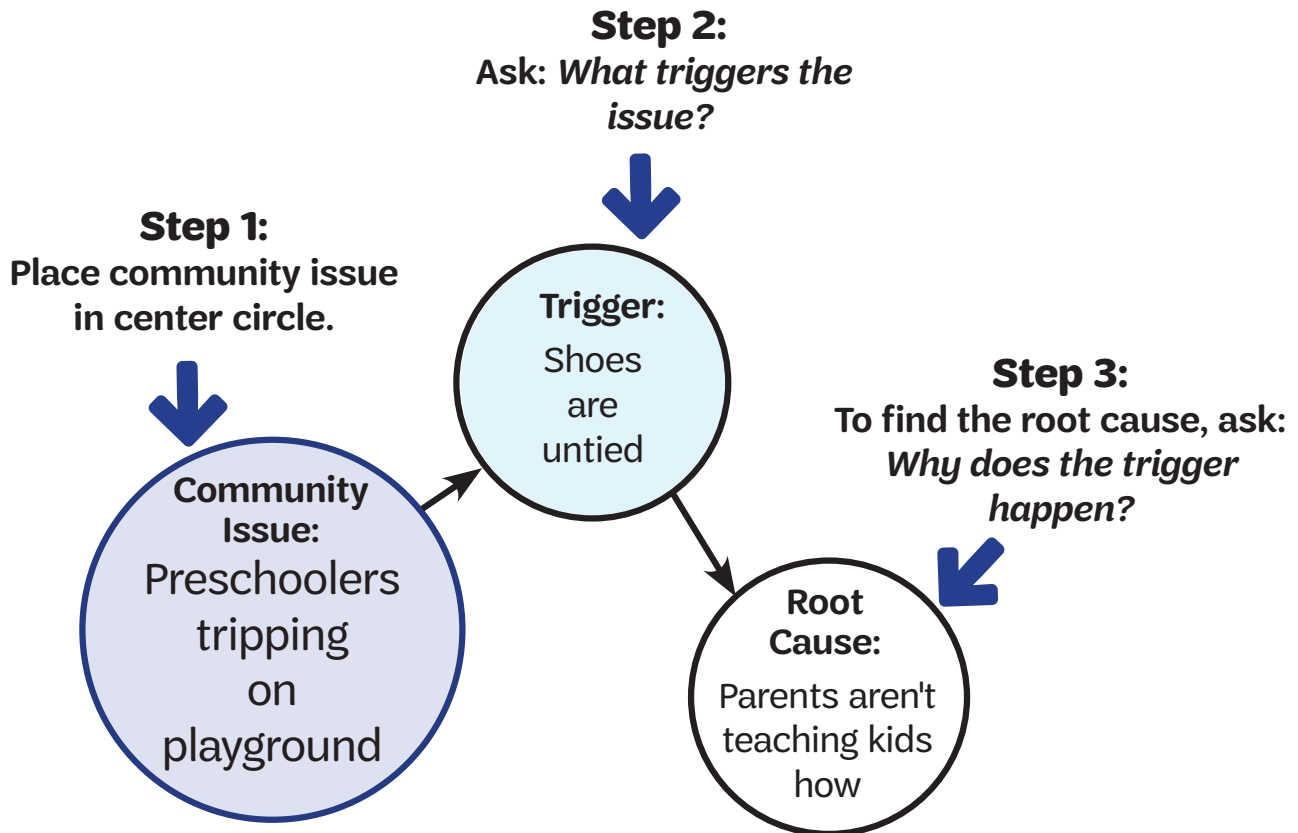 Step 2:
Ask: What triggers the
issue?
Step 1:
Place community issue
in center circle.
Trigger:
Shoes
are
untied
Step 3:
To find the root cause, ask:
Why does the trigger
happen?
Community
Issue:
Preschoolers
tripping
on
playground
Root
Cause:
Parents aren't
teaching kids
how